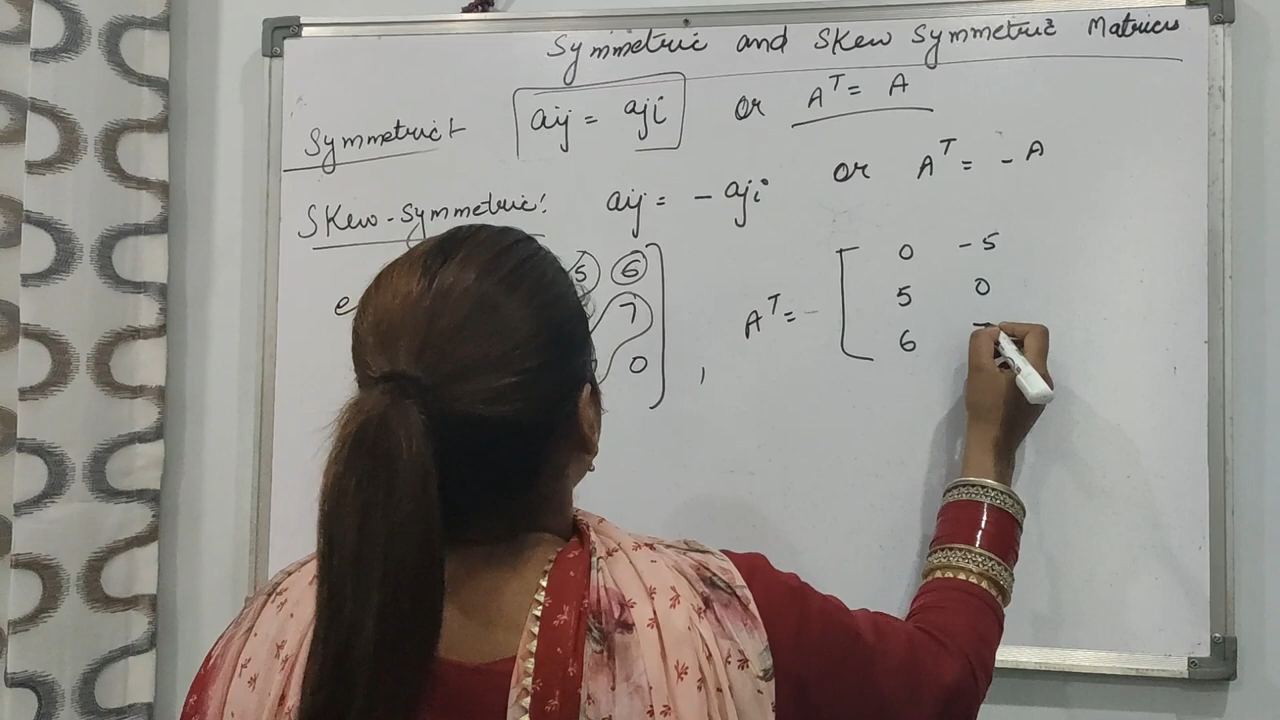 Symmetric and Skew Symmetric Matrices
Symmetric:- aij = aji or A^T = A
Skew-Symmetric: aij = - aji or A^T = - A
5 6
7
0
,
A^T =
0 -5
5 0
6